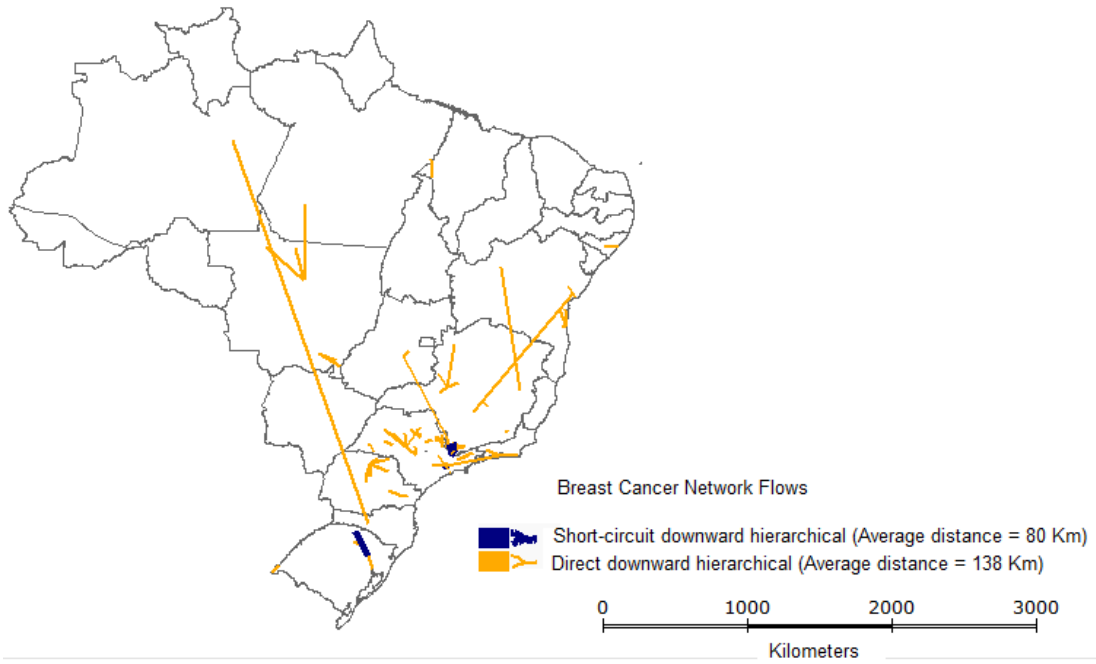 Breast Cancer Network Flows
Short-circuit downward hierarchical (Average distance = 80 Km)
Direct downward hierarchical (Average distance = 138 Km)
0 1000 2000 3000
Kilometers